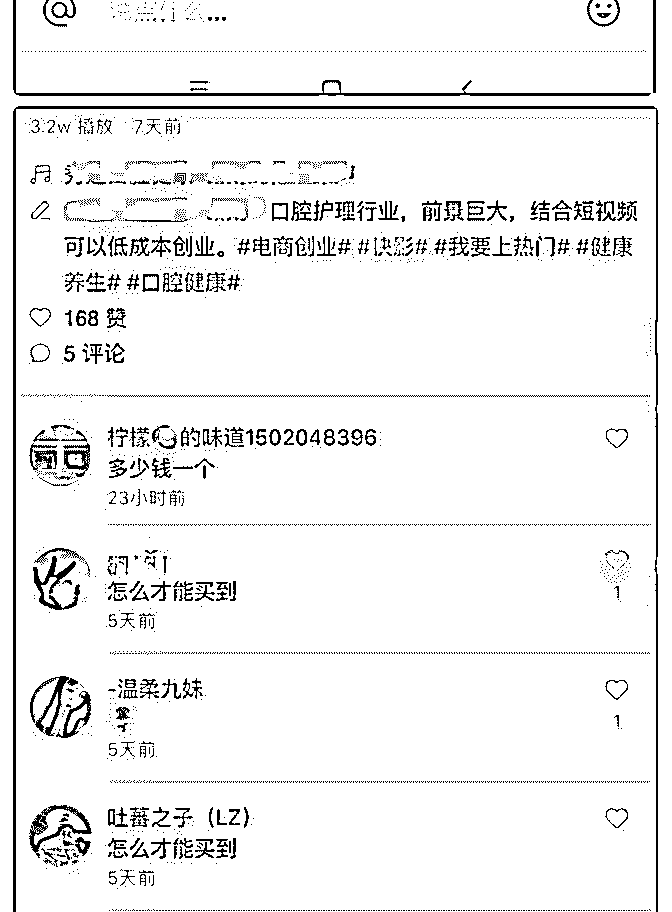 说点什么...
3.2w 播放 7天前
口腔护理行业，前景巨大，结合短视频
可以低成本创业。#电商创业# #快影# #我要上热门# #健康
养生# #口腔健康#
168 赞
5 评论
柠檬的味道1502048396
多少钱一个
23小时前
怎么才能买到
1
5天前
-温柔九妹
1
5天前
吐蕃之子（LZ）
怎么才能买到
5天前